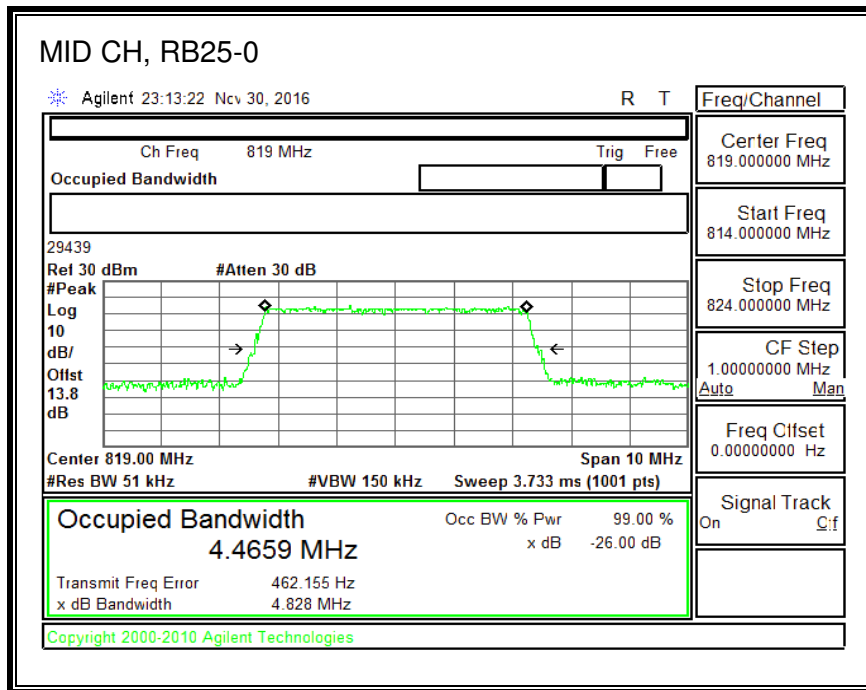 MID CH, RB25-0
Agilent 23:13:22 Nov 30, 2016 R T
Freq/Channel
Ch Freq 819 MHz Trig Free
Occupied Bandwidth
Center Freq
819.000000 MHz
Start Freq
814.000000 MHz
29439
Ref 30 dBm #Atten 30 dB
#Peak
Log
10
dB/
Offst
13.8
dB
Stop Freq
824.000000 MHz
CF Step
1.00000000 MHz
Auto Man
Freq Offset
0.00000000 Hz
Center 819.00 MHz Span 10 MHz
#Res BW 51 kHz #VBW 150 kHz Sweep 3.733 ms (1001 pts)
Signal Track
On Off
Occupied Bandwidth Occ BW % Pwr 99.00 %
4.4659 MHz x dB -26.00 dB
Transmit Freq Error 462.155 Hz
x dB Bandwidth 4.828 MHz
Copyright 2000-2010 Agilent Technologies